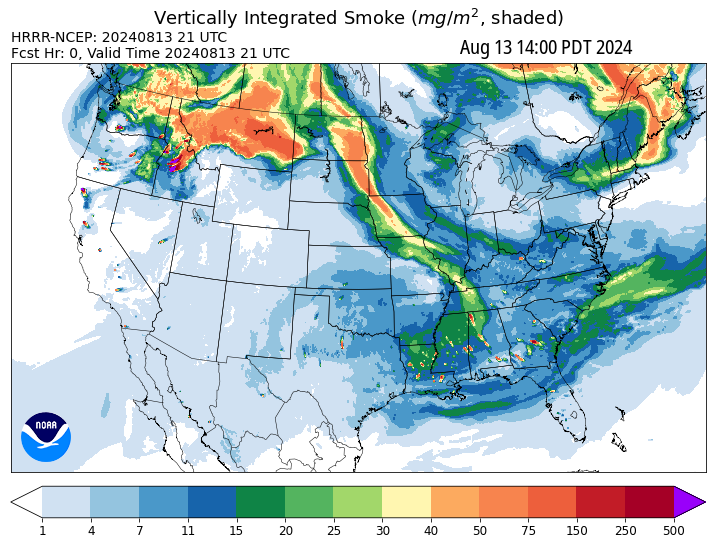 Vertically Integrated Smoke (mg/m², shaded)
HRRR-NCEP: 20240813 21 UTC
Fcst Hr: 0, Valid Time 20240813 21 UTC
Aug 13 14:00 PDT 2024
NOAA
1 4 7 11 15 20 25 30 40 50 75 150 250 500